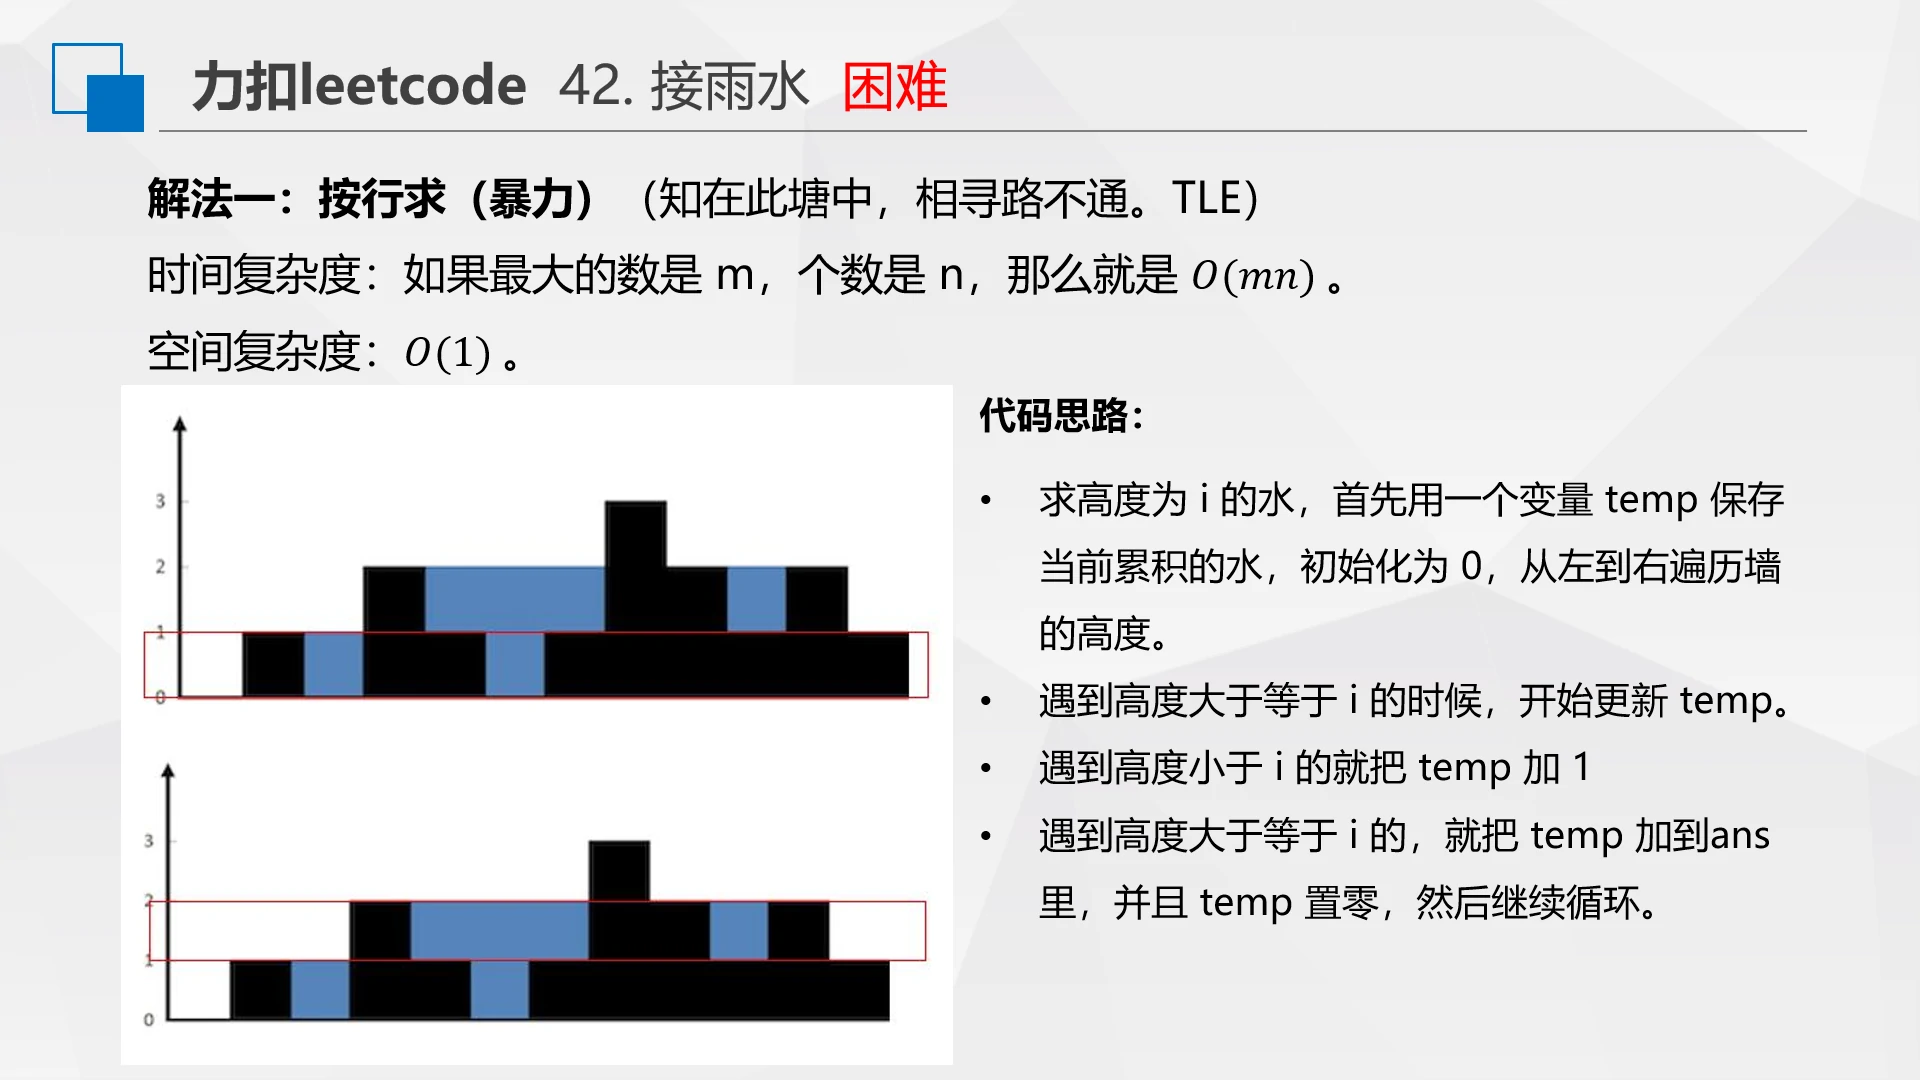 力扣leetcode 42. 接雨水 困难
解法一：按行求（暴力）（知在此塘中，相寻路不通。TLE）
时间复杂度：如果最大的数是 m，个数是 n，那么就是 O(mn) 。
空间复杂度：O(1) 。
3
2
1
0
3
2
1
0
代码思路：
• 求高度为 i 的水，首先用一个变量 temp 保存
当前累积的水，初始化为 0，从左到右遍历墙
的高度。
• 遇到高度大于等于 i 的时候，开始更新 temp。
• 遇到高度小于 i 的就把 temp 加 1
• 遇到高度大于等于 i 的，就把 temp 加到ans
里，并且 temp 置零，然后继续循环。